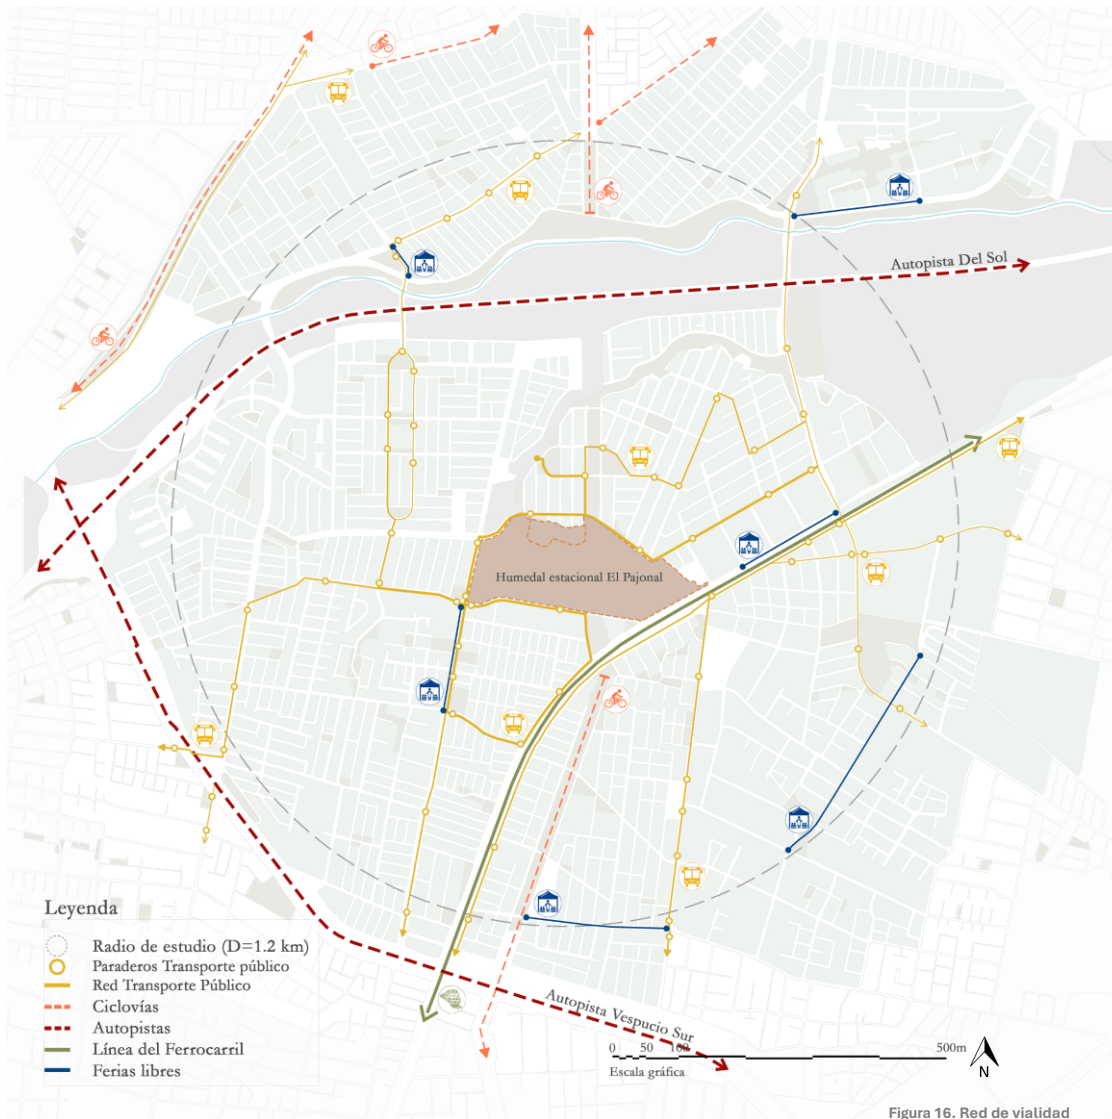 Autopista Del Sol
Humedal estacional El Pajonal
Leyenda
Radio de estudio (D=1.2 km)
Paraderos Transporte público
Red Transporte Público
Ciclovías
Autopistas
Línea del Ferrocarril
Ferias libres
Autopista Vespucio Sur
0 50 100 500m
Escala gráfica
N
Figura 16. Red de vialidad